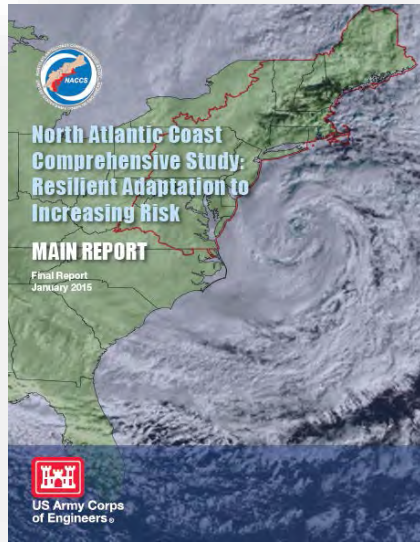 NACCS
North Atlantic Coast
Comprehensive Study:
Resilient Adaptation to
Increasing Risk
MAIN REPORT
Final Report
January 2015
US Army Corps
of Engineers®